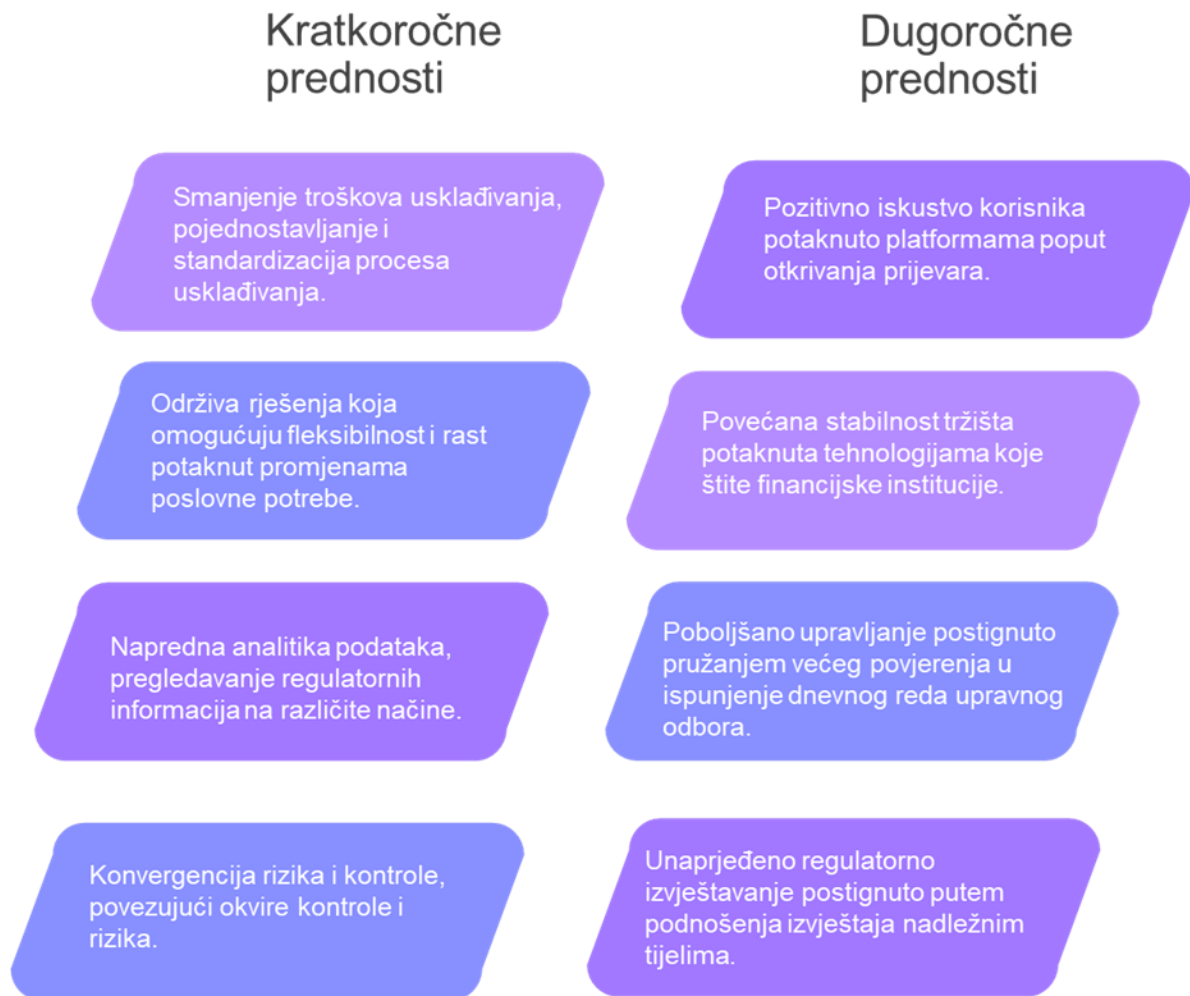 Kratkoročne
prednosti
Smanjenje troškova usklađivanja,
pojednostavljanje i
standardizacija procesa
usklađivanja.
Održiva rješenja koja
omogućuju fleksibilnost i rast
potaknut promjenama
poslovne potrebe.
Napredna analitika podataka,
pregledavanje regulatornih
informacija na različite načine.
Konvergencija rizika i kontrole,
povezujući okvire kontrole i
rizika.
Dugoročne
prednosti
Pozitivno iskustvo korisnika
potaknuto platformama poput
otkrivanja prijevara.
Povećana stabilnost tržišta
potaknuta tehnologijama koje
štite financijske institucije.
Poboljšano upravljanje postignuto
pružanjem većeg povjerenja u
ispunjenje dnevnog reda upravnog
odbora.
Unaprjeđeno regulatorno
izvještavanje postignuto putem
podnošenja izvještaja nadležnim
tijelima.